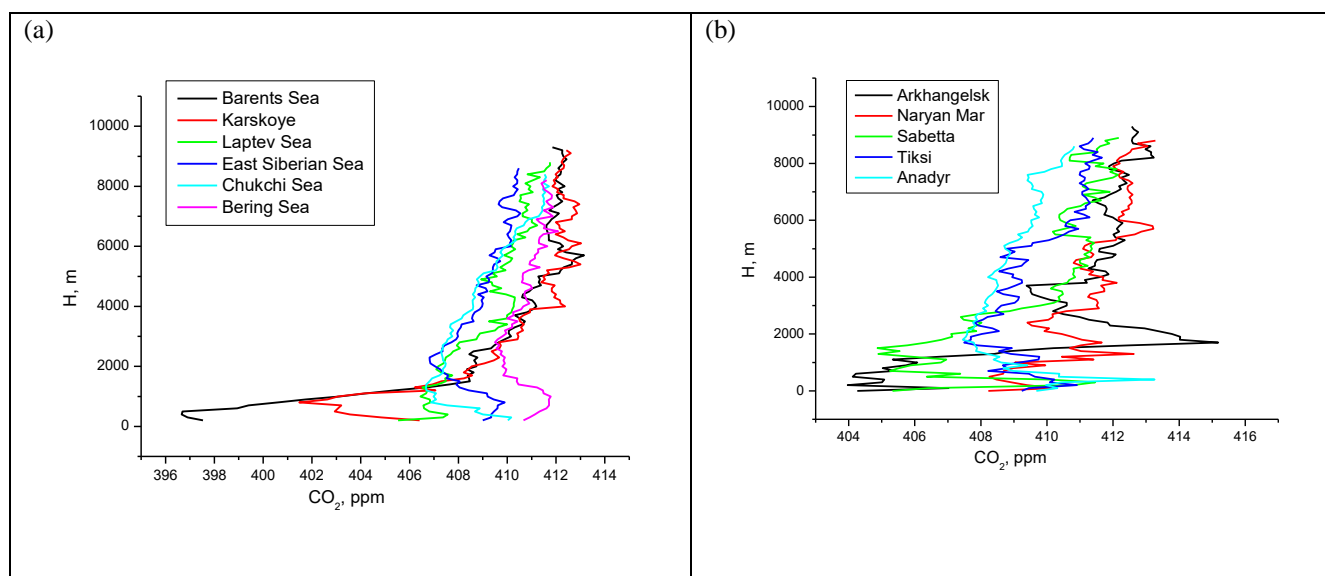 (a)
Barents Sea
Karskoye
Laptev Sea
East Siberian Sea
Chukchi Sea
Bering Sea
10000
8000
6000
4000
2000
0
H, m
396 398 400 402 404 406 408 410 412 414
CO₂, ppm
(b)
Arkhangelsk
Naryan Mar
Sabetta
Tiksi
Anadyr
10000
8000
6000
4000
2000
0
H, m
404 406 408 410 412 414 416
CO₂, ppm